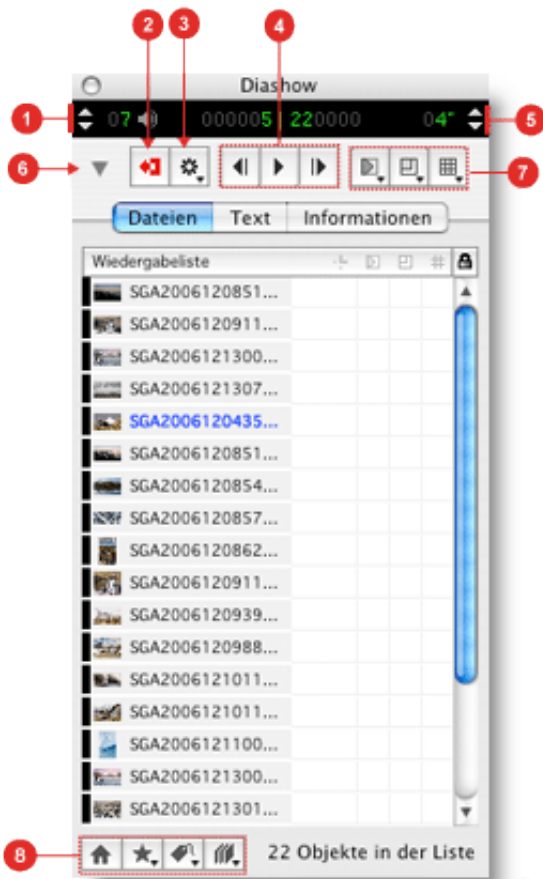 2 3 4
Diashow
1 07 000005 220000 04" 5
6 7
Dateien Text Informationen
Wiedergabeliste
SGA2006120851...
SGA2006120911...
SGA2006121300...
SGA2006121307...
SGA2006120435...
SGA2006120851...
SGA2006120854...
SGA2006120857...
SGA2006120862...
SGA2006120911...
SGA2006120939...
SGA2006120988...
SGA2006121011...
SGA2006121011...
SGA2006121100...
SGA2006121300...
SGA2006121301...
8 22 Objekte in der Liste